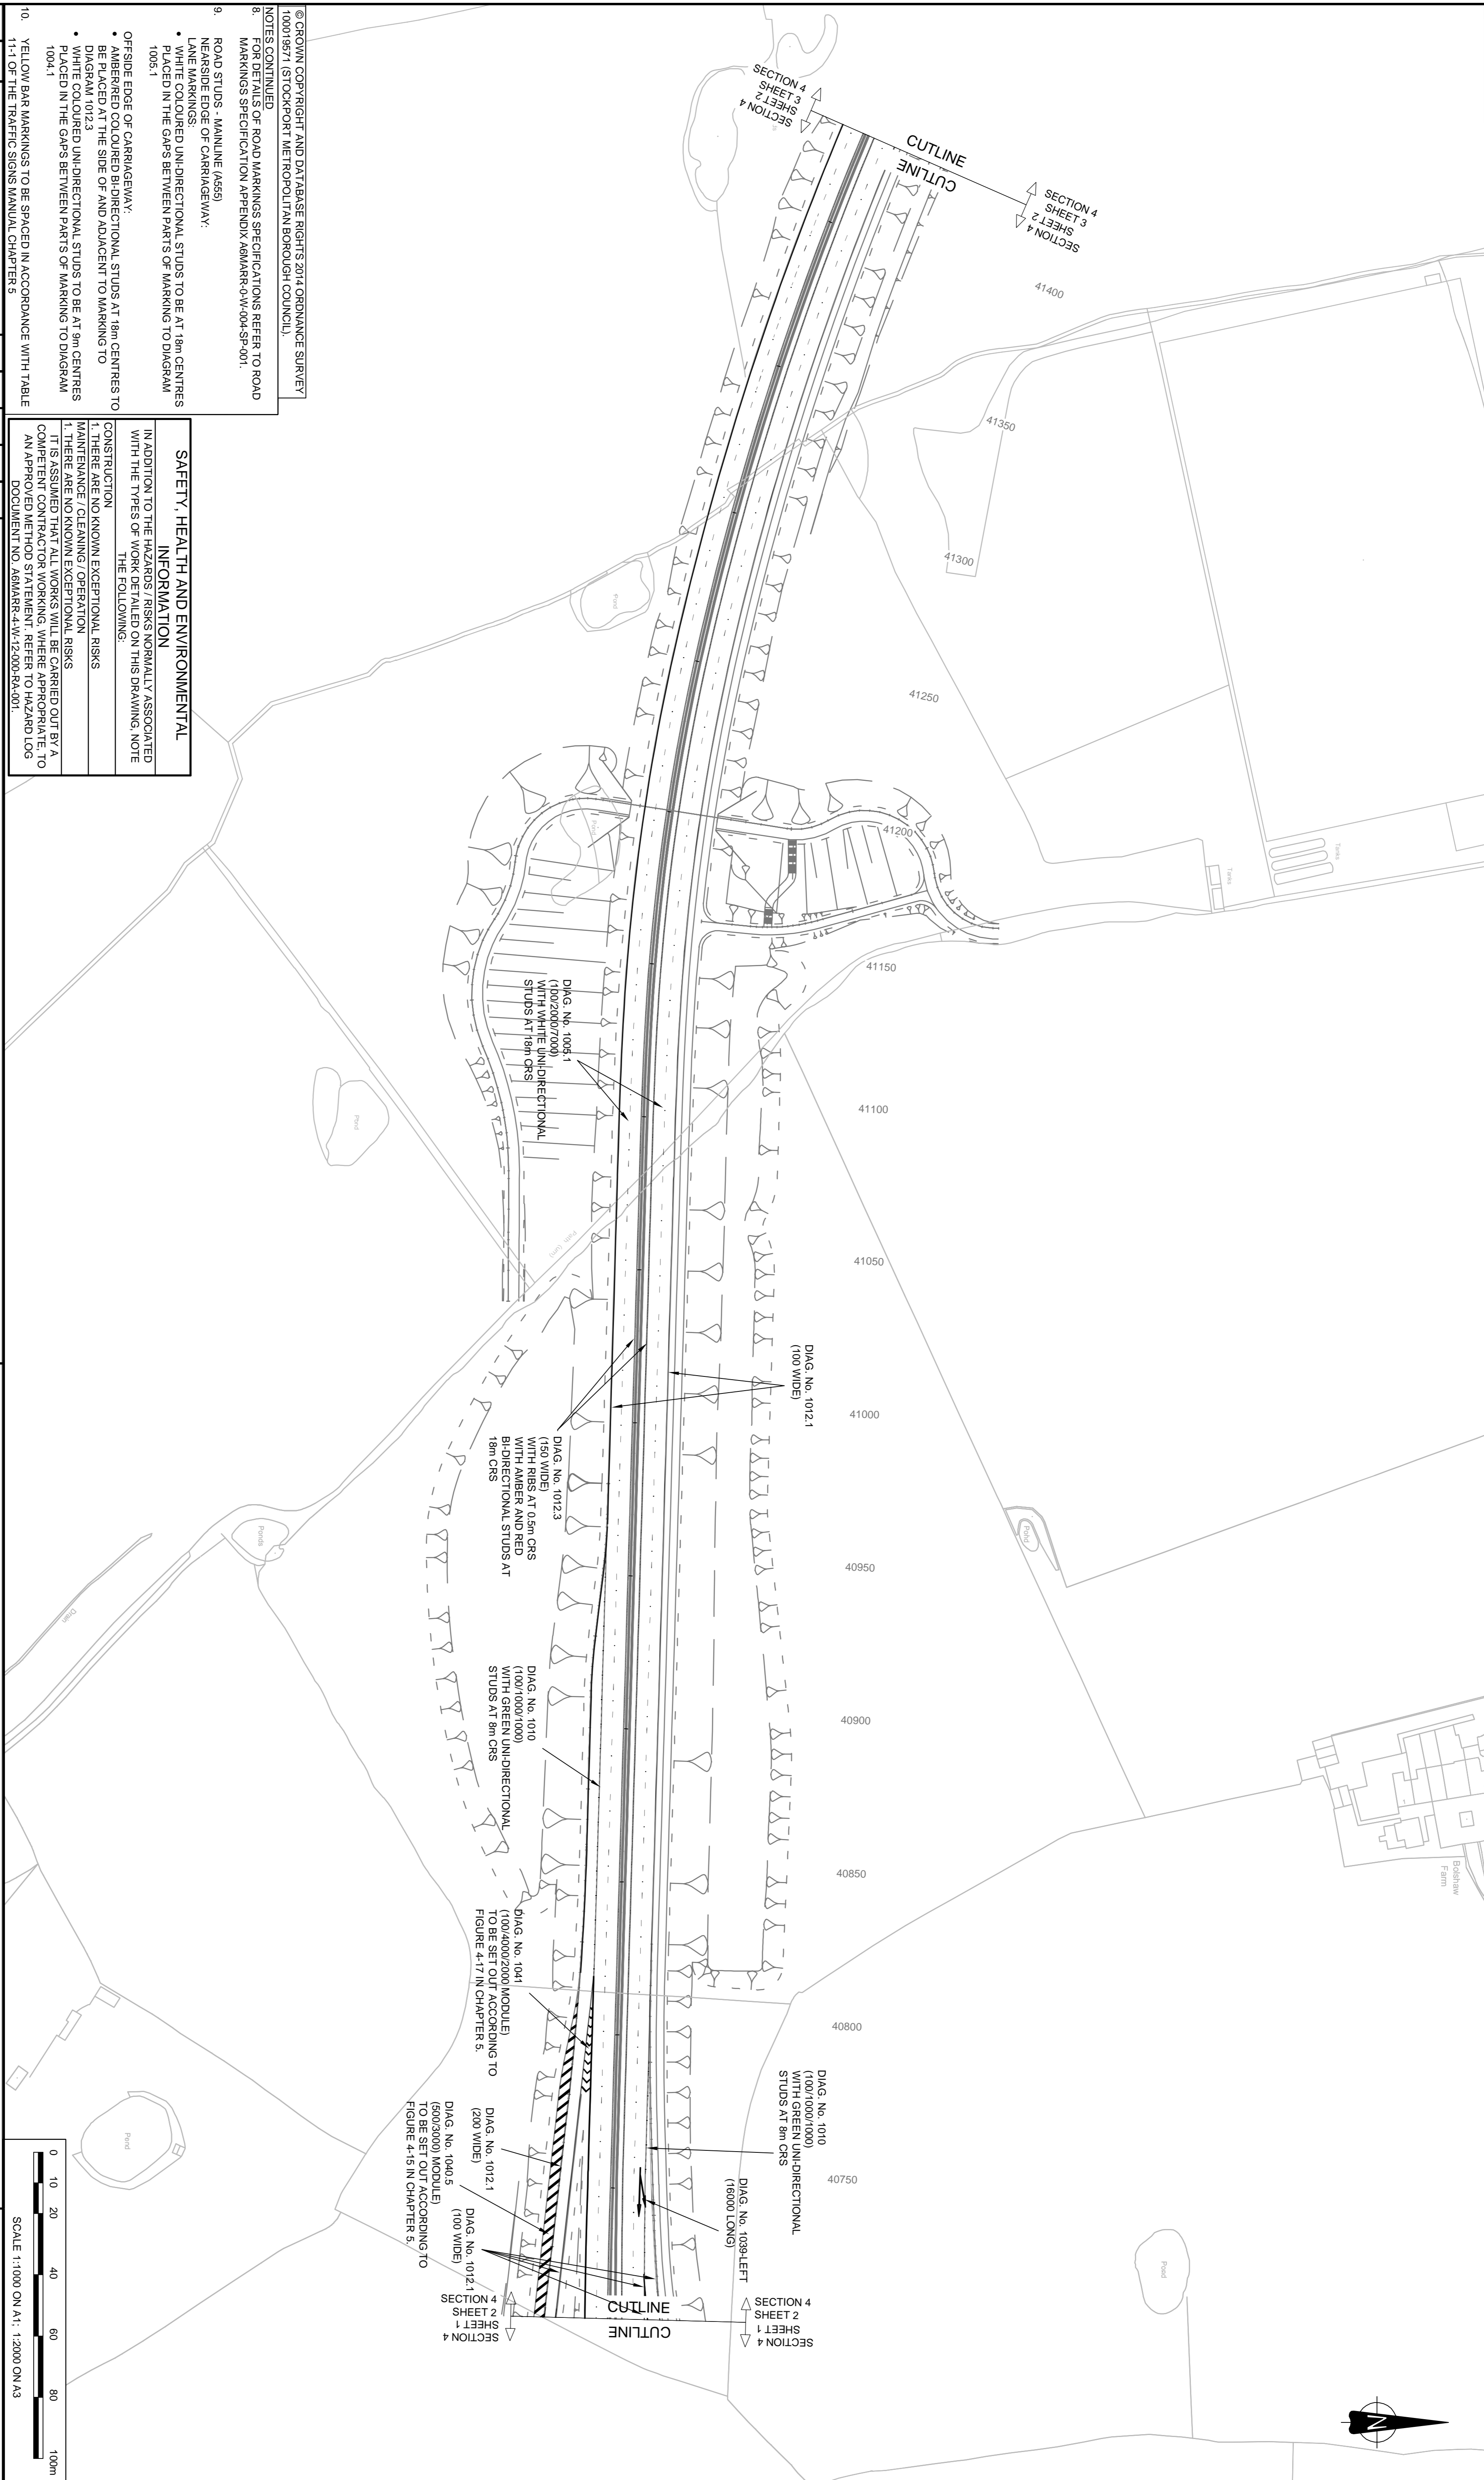 © CROWN COPYRIGHT AND DATABASE RIGHTS 2014 ORDNANCE SURVEY
100019571 (STOCKPORT METROPOLITAN BOROUGH COUNCIL).
NOTES CONTINUED
8. FOR DETAILS OF ROAD MARKINGS SPECIFICATIONS REFER TO ROAD
MARKINGS SPECIFICATION APPENDIX A6MARR-0-W-004-SP-001.
9. ROAD STUDS - MAINLINE (A555)
NEARSIDE EDGE OF CARRIAGEWAY:
LANE MARKINGS:
• WHITE COLOURED UNI-DIRECTIONAL STUDS TO BE AT 18m CENTRES
PLACED IN THE GAPS BETWEEN PARTS OF MARKING TO DIAGRAM
1005.1
OFFSIDE EDGE OF CARRIAGEWAY:
• AMBER/RED COLOURED BI-DIRECTIONAL STUDS AT 18m CENTRES TO
BE PLACED AT THE SIDE OF AND ADJACENT TO MARKING TO
DIAGRAM 1012.3
• WHITE COLOURED UNI-DIRECTIONAL STUDS TO BE AT 9m CENTRES
PLACED IN THE GAPS BETWEEN PARTS OF MARKING TO DIAGRAM
1004.1
10. YELLOW BAR MARKINGS TO BE SPACED IN ACCORDANCE WITH TABLE
11-1 OF THE TRAFFIC SIGNS MANUAL CHAPTER 5
SAFETY, HEALTH AND ENVIRONMENTAL
INFORMATION
IN ADDITION TO THE HAZARDS / RISKS NORMALLY ASSOCIATED
WITH THE TYPES OF WORK DETAILED ON THIS DRAWING, NOTE
THE FOLLOWING:
CONSTRUCTION
1. THERE ARE NO KNOWN EXCEPTIONAL RISKS
MAINTENANCE / CLEANING / OPERATION
1. THERE ARE NO KNOWN EXCEPTIONAL RISKS
IT IS ASSUMED THAT ALL WORKS WILL BE CARRIED OUT BY A
COMPETENT CONTRACTOR WORKING, WHERE APPROPRIATE, TO
AN APPROVED METHOD STATEMENT. REFER TO HAZARD LOG
DOCUMENT NO. A6MARR-4-W-12-000-RA-001.
SECTION 4
SHEET 3
SHEET 2
SECTION 4
CUTLINE
CUTLINE
SECTION 4
SHEET 3
SHEET 2
SECTION 4
41400
41350
41300
41250
41200
41150
41100
41050
41000
40950
40900
40850
40800
40750
Pond
Pond
Tanks
Tanks
Pond
Path (um)
Ponds
Drain
Pond
Bolshaw
Farm
Pond
Pond
DIAG. No. 1005.1
(100/2000/7000)
WITH WHITE UNI-DIRECTIONAL
STUDS AT 18m CRS
DIAG. No. 1012.1
(100 WIDE)
DIAG. No. 1012.3
(150 WIDE)
WITH RIBS AT 0.5m CRS
WITH AMBER AND RED
BI-DIRECTIONAL STUDS AT
18m CRS
DIAG. No. 1010
(100/1000/1000)
WITH GREEN UNI-DIRECTIONAL
STUDS AT 8m CRS
DIAG. No. 1041
(100/4000/2000 MODULE)
TO BE SET OUT ACCORDING TO
FIGURE 4-17 IN CHAPTER 5.
DIAG. No. 1010
(100/1000/1000)
WITH GREEN UNI-DIRECTIONAL
STUDS AT 8m CRS
DIAG. No. 1039-LEFT
(16000 LONG)
DIAG. No. 1012.1
(200 WIDE)
DIAG. No. 1040.5
(500/3000) MODULE)
TO BE SET OUT ACCORDING TO
FIGURE 4-15 IN CHAPTER 5.
DIAG. No. 1012.1
(100 WIDE)
SECTION 4
SHEET 2
SHEET 1
SECTION 4
CUTLINE
CUTLINE
SECTION 4
SHEET 2
SHEET 1
SECTION 4
N
0 10 20 40 60 80 100m
SCALE 1:1000 ON A1; 1:2000 ON A3